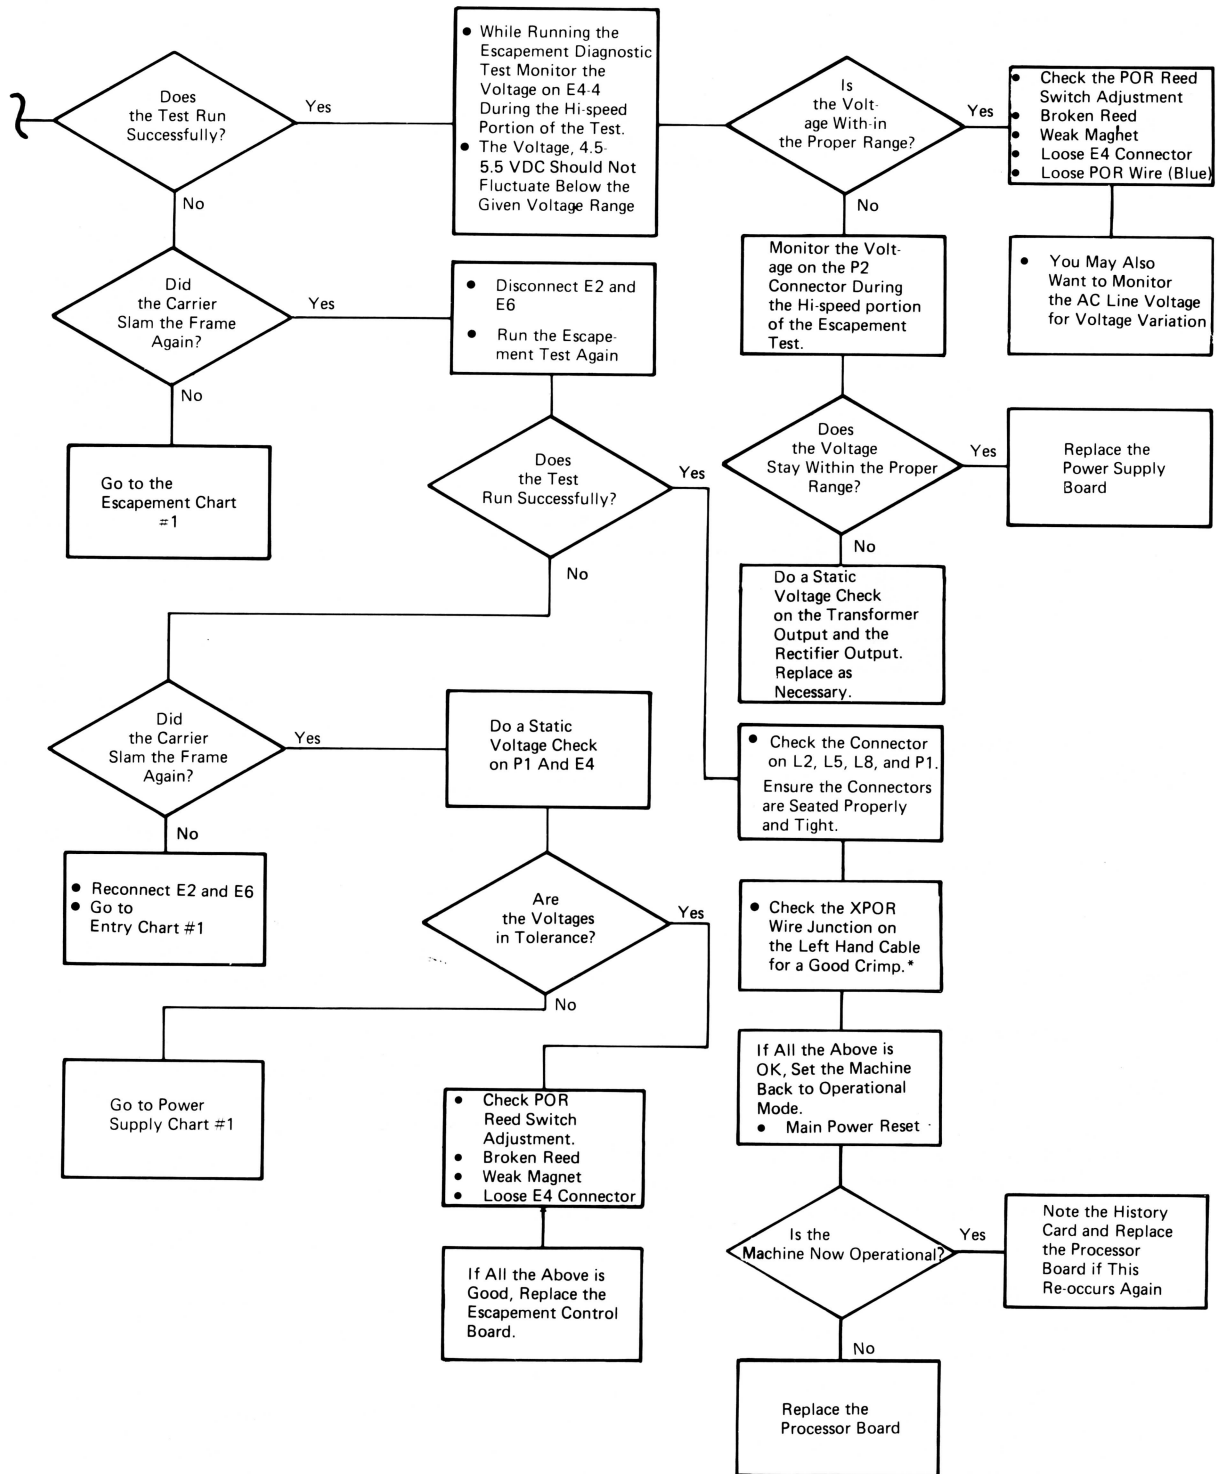 Does
the Test Run
Successfully?
Yes
No
● While Running the
Escapement Diagnostic
Test Monitor the
Voltage on E4-4
During the Hi-speed
Portion of the Test.
● The Voltage, 4.5-
5.5 VDC Should Not
Fluctuate Below the
Given Voltage Range
Is
the Volt-
age With-in
the Proper Range?
Yes
No
● Check the POR Reed
Switch Adjustment
● Broken Reed
● Weak Maghet
● Loose E4 Connector
● Loose POR Wire (Blue)
● You May Also
Want to Monitor
the AC Line Voltage
for Voltage Variation
Monitor the Volt-
age on the P2
Connector During
the Hi-speed portion
of the Escapement
Test.
Did
the Carrier
Slam the Frame
Again?
Yes
No
● Disconnect E2 and
E6
● Run the Escape-
ment Test Again
Go to the
Escapement Chart
#1
Does
the Test
Run Successfully?
Yes
No
Does
the Voltage
Stay Within the Proper
Range?
Yes
No
Replace the
Power Supply
Board
Do a Static
Voltage Check
on the Transformer
Output and the
Rectifier Output.
Replace as
Necessary.
Did
the Carrier
Slam the Frame
Again?
Yes
No
Do a Static
Voltage Check
on P1 And E4
● Reconnect E2 and E6
● Go to
Entry Chart #1
Are
the Voltages
in Tolerance?
Yes
No
Go to Power
Supply Chart #1
● Check POR
Reed Switch
Adjustment.
● Broken Reed
● Weak Magnet
● Loose E4 Connector
If All the Above is
Good, Replace the
Escapement Control
Board.
● Check the Connector
on L2, L5, L8, and P1.
Ensure the Connectors
are Seated Properly
and Tight.
● Check the XPOR
Wire Junction on
the Left Hand Cable
for a Good Crimp.*
If All the Above is
OK, Set the Machine
Back to Operational
Mode.
● Main Power Reset
Is the
Machine Now Operational?
Yes
No
Note the History
Card and Replace
the Processor
Board if This
Re-occurs Again
Replace the
Processor Board